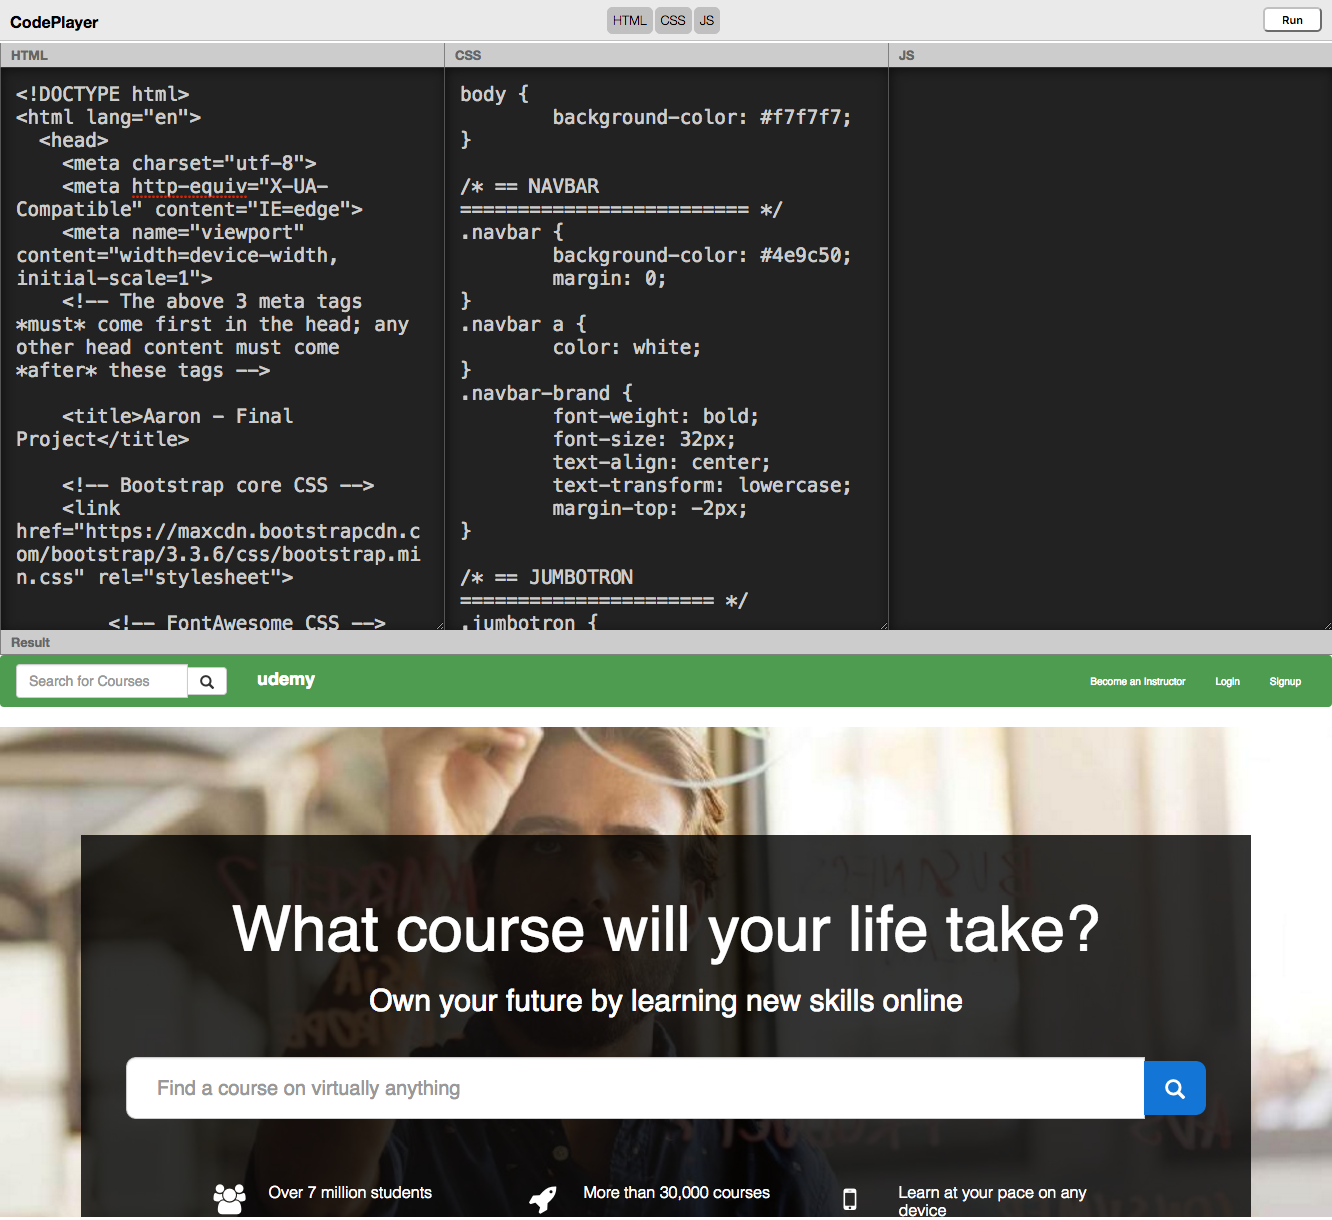 CodePlayer
HTML CSS JS
Run
HTML
<!DOCTYPE html>
<html lang="en">
<head>
<meta charset="utf-8">
<meta http-equiv="X-UA-
Compatible" content="IE=edge">
<meta name="viewport"
content="width=device-width,
initial-scale=1">
<!-- The above 3 meta tags
*must* come first in the head; any
other head content must come
*after* these tags -->
<title>Aaron - Final
Project</title>
<!-- Bootstrap core CSS -->
<link
href="https://maxcdn.bootstrapcdn.c
om/bootstrap/3.3.6/css/bootstrap.mi
n.css" rel="stylesheet">
<!-- FontAwesome CSS -->
CSS
body {
background-color: #f7f7f7;
}
/* == NAVBAR
========================= */
.navbar {
background-color: #4e9c50;
margin: 0;
}
.navbar a {
color: white;
}
.navbar-brand {
font-weight: bold;
font-size: 32px;
text-align: center;
text-transform: lowercase;
margin-top: -2px;
}
/* == JUMBOTRON
====================== */
.jumbotron {
JS
Result
Search for Courses
udemy
Become an Instructor
Login
Signup
What course will your life take?
Own your future by learning new skills online
Find a course on virtually anything
Over 7 million students
More than 30,000 courses
Learn at your pace on any
device